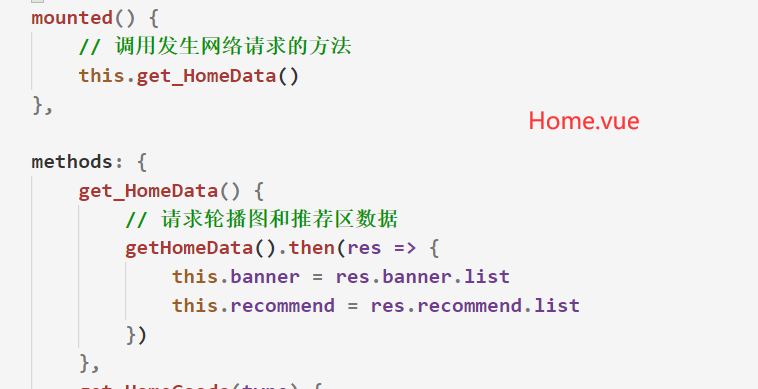 mounted() {
// 调用发生网络请求的方法
this.get_HomeData()
},
Home.vue
methods: {
get_HomeData() {
// 请求轮播图和推荐区数据
getHomeData().then(res => {
this.banner = res.banner.list
this.recommend = res.recommend.list
})
},
get_HomeGoods(type) {